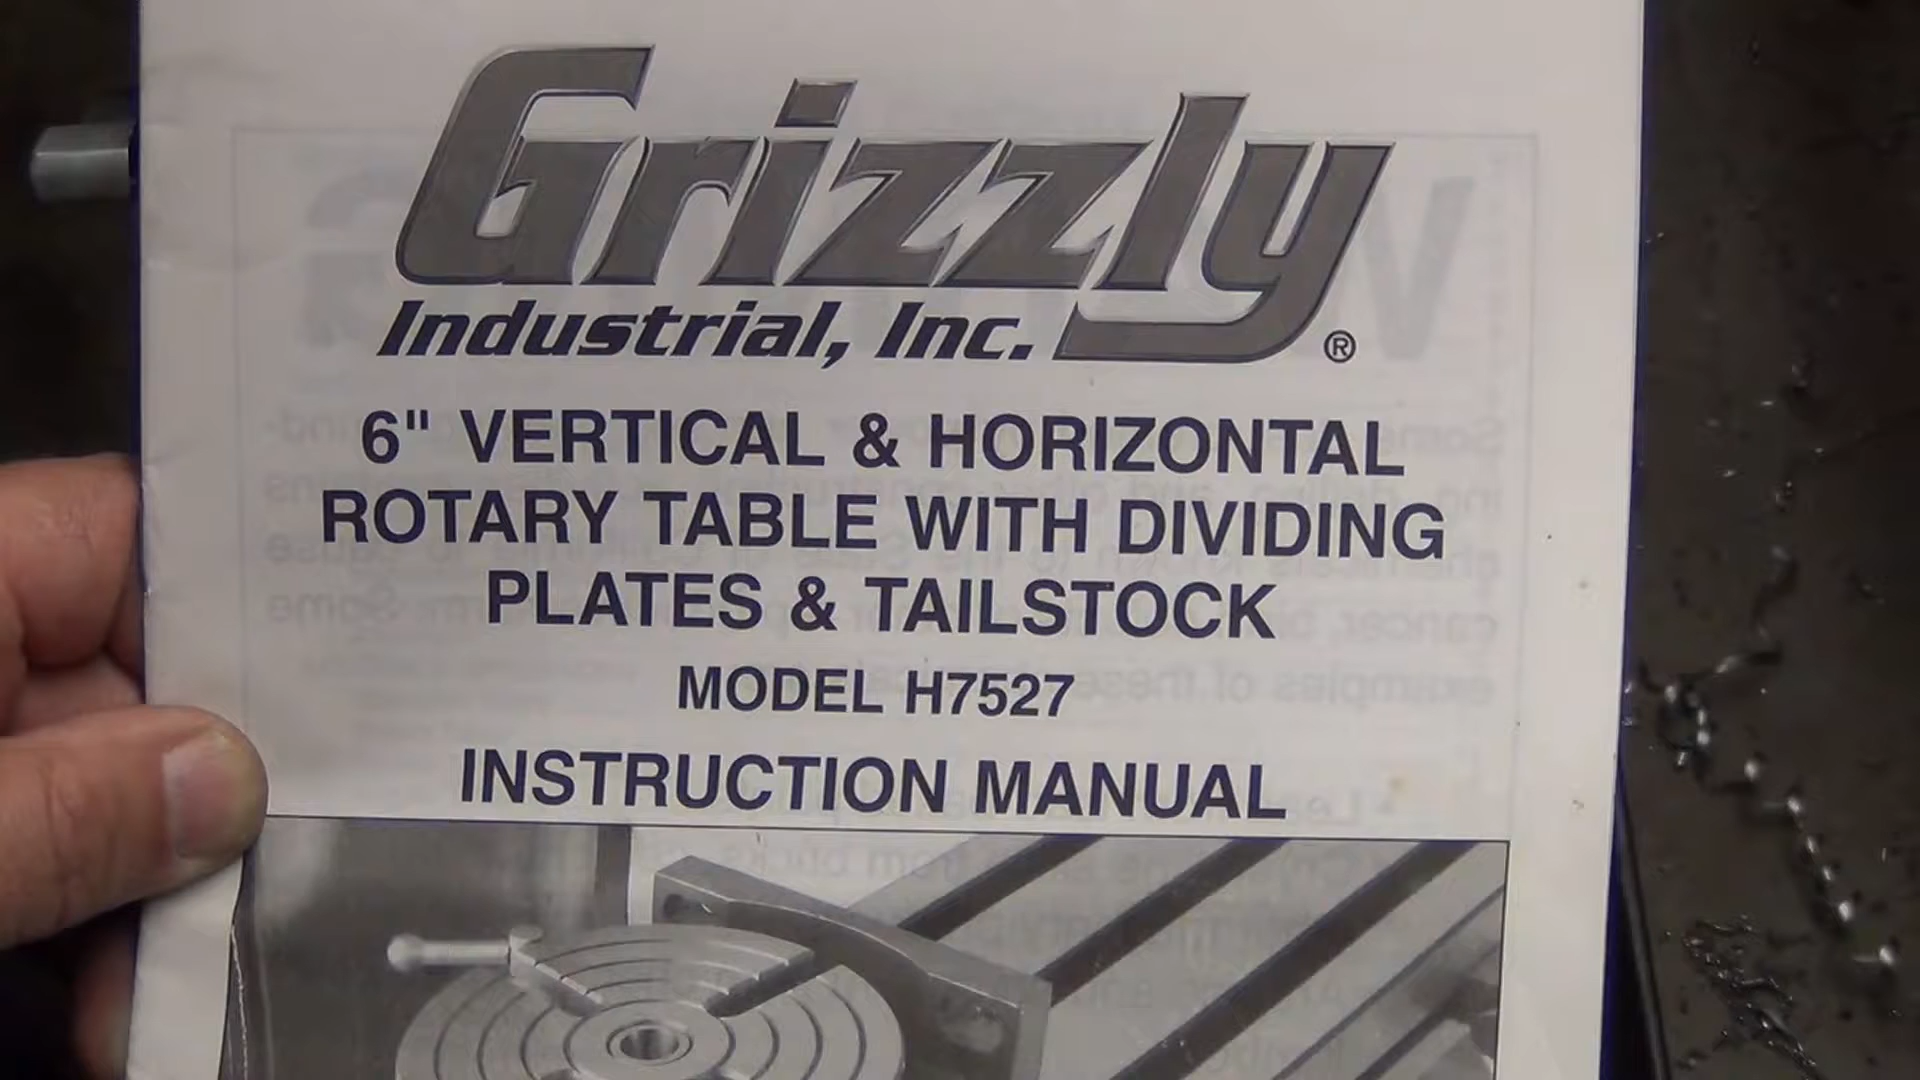 Grizzly
Industrial, Inc. ®
6" VERTICAL & HORIZONTAL
ROTARY TABLE WITH DIVIDING
PLATES & TAILSTOCK
MODEL H7527
INSTRUCTION MANUAL